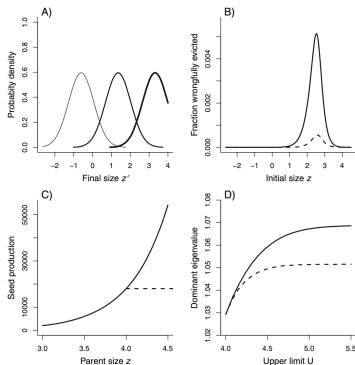 A)
Probabity density
0.0 0.2 0.4 0.6 0.8 1.0
−2 −1 0 1 2 3 4
Final size z′
B)
Fraction wrongfully evicted
0.000 0.002 0.004
−2 −1 0 1 2 3 4
Initial size z
C)
Seed production
0 10000 30000 50000
3.0 3.5 4.0 4.5
Parent size z
D)
Dominant eigenvalue
1.02 1.03 1.04 1.05 1.06 1.07 1.08
4.0 4.5 5.0 5.5
Upper limit U